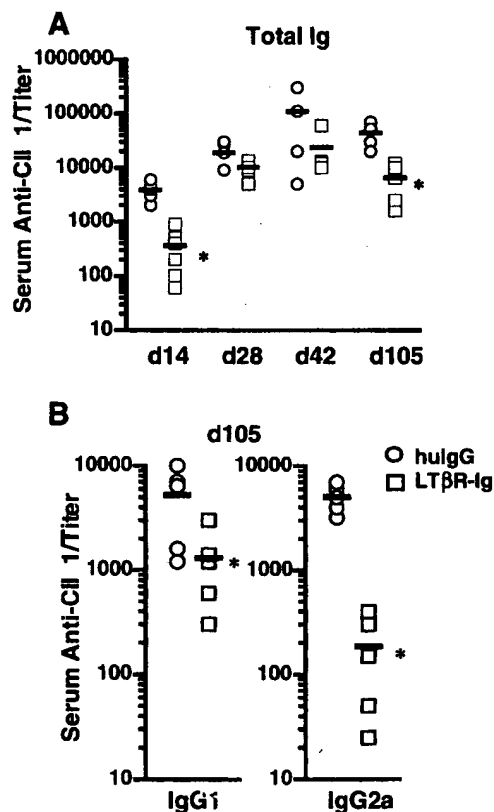 A
Total Ig
Serum Anti-CII 1/Titer
1000000
100000
10000
1000
100
10
*
*
d14 d28 d42 d105
B
d105
huIgG
LTβR-Ig
Serum Anti-CII 1/Titer
10000
1000
100
10
*
IgG1
10000
1000
100
10
*
IgG2a